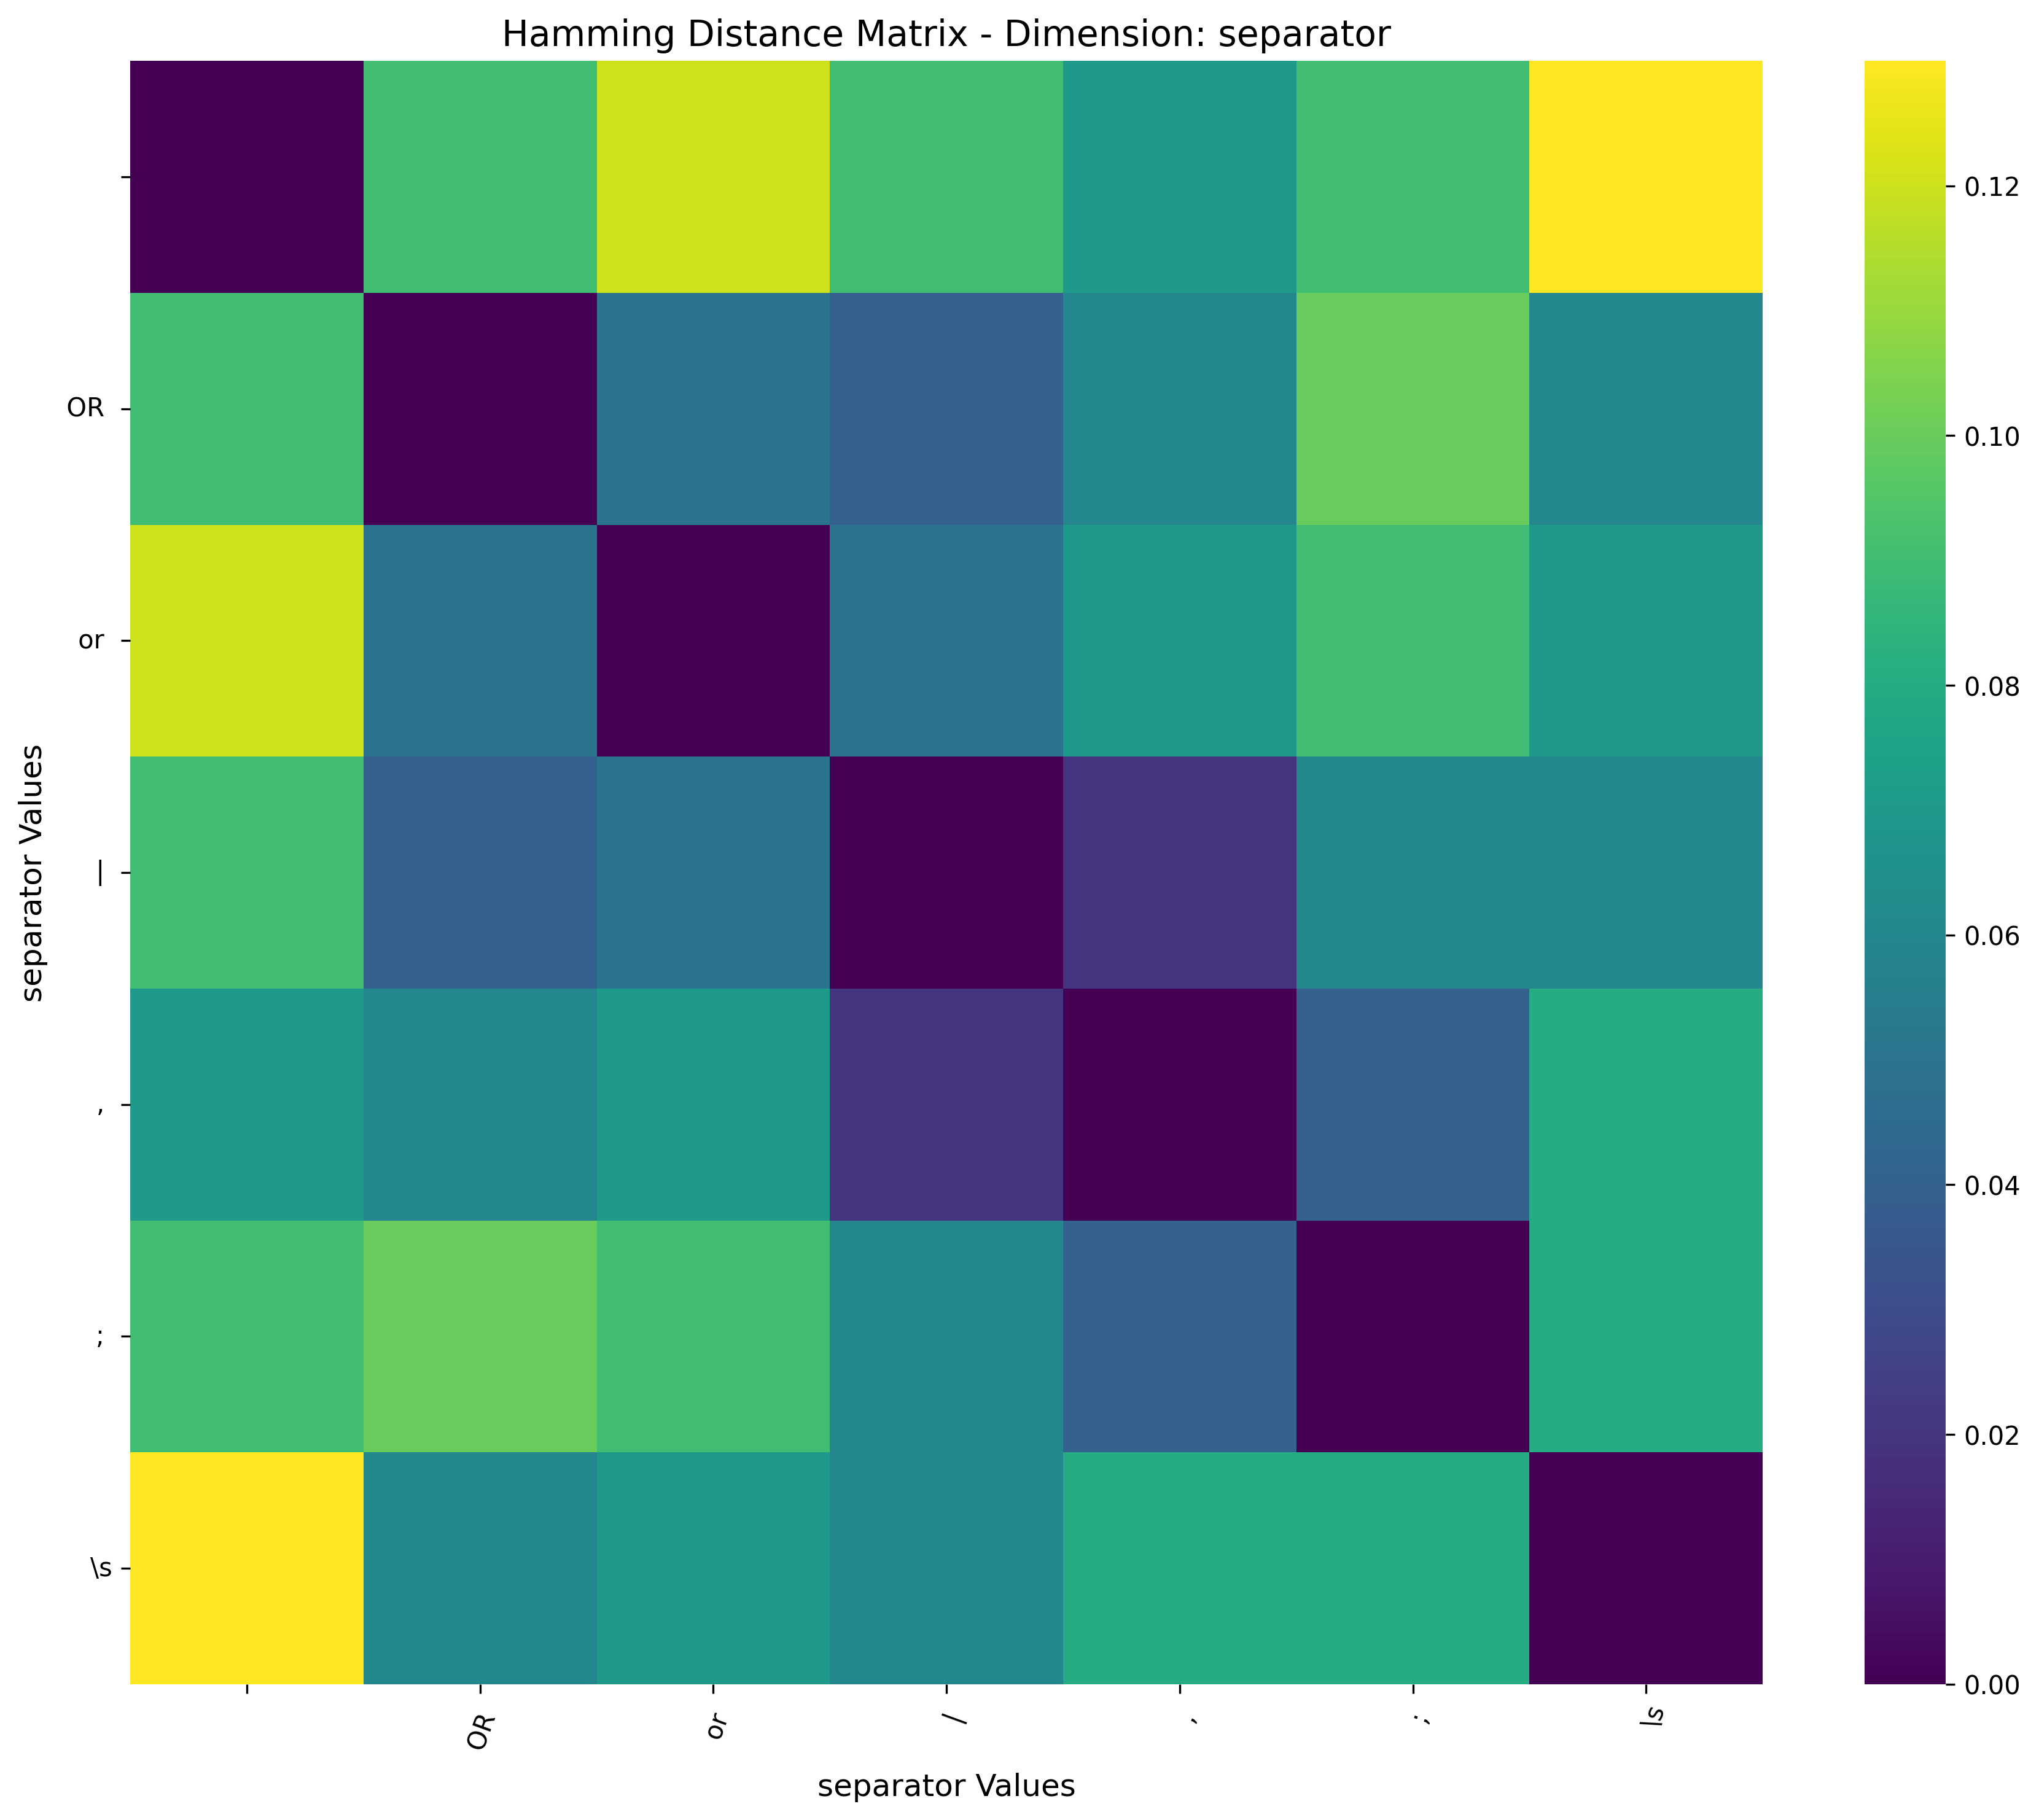 Hamming Distance Matrix - Dimension: separator
separator Values
OR
or
|
,
;
\s
OR
or
|
,
;
\s
separator Values
0.12
0.10
0.08
0.06
0.04
0.02
0.00